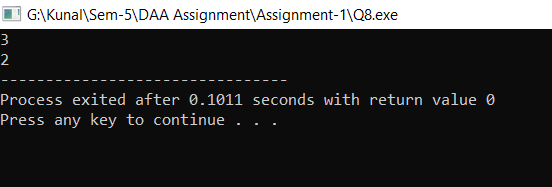 G:\Kunal\Sem-5\DAA Assignment\Assignment-1\Q8.exe
3
2
--------------------------------
Process exited after 0.1011 seconds with return value 0
Press any key to continue . . .